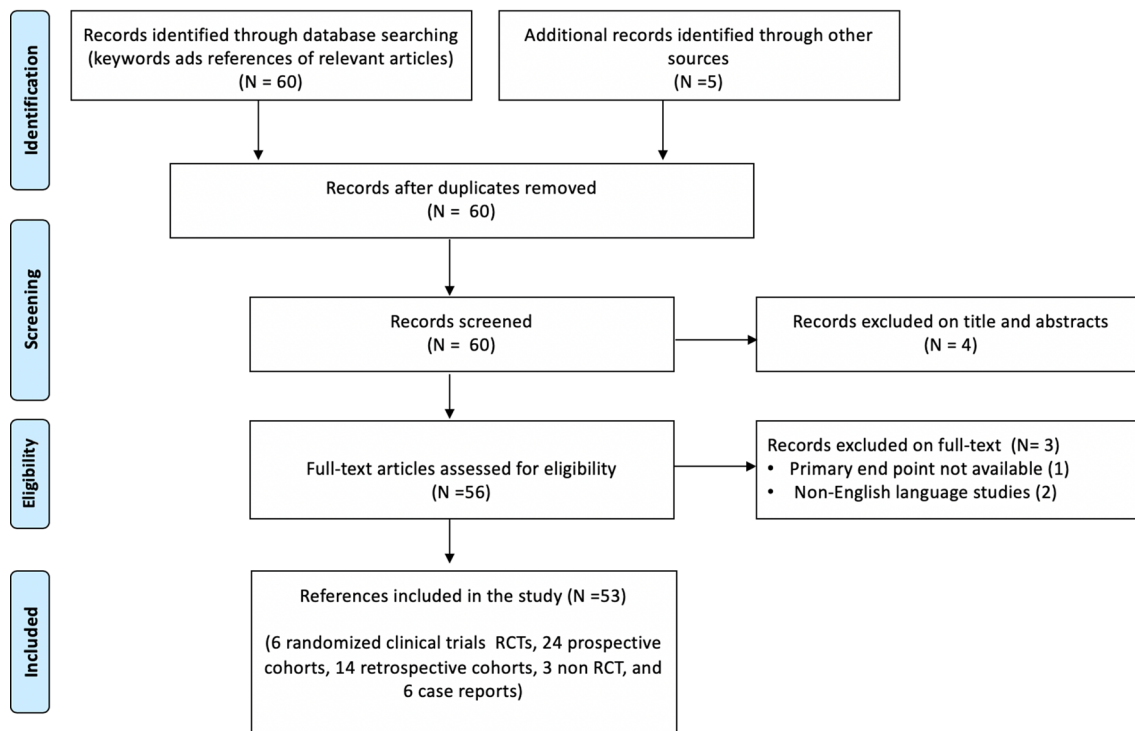 Identification
Records identified through database searching
(keywords ads references of relevant articles)
(N = 60)
Additional records identified through other
sources
(N =5)
Records after duplicates removed
(N = 60)
Screening
Records screened
(N = 60)
Records excluded on title and abstracts
(N = 4)
Eligibility
Full-text articles assessed for eligibility
(N =56)
Records excluded on full-text (N= 3)
• Primary end point not available (1)
• Non-English language studies (2)
Included
References included in the study (N =53)
(6 randomized clinical trials RCTs, 24 prospective
cohorts, 14 retrospective cohorts, 3 non RCT, and
6 case reports)